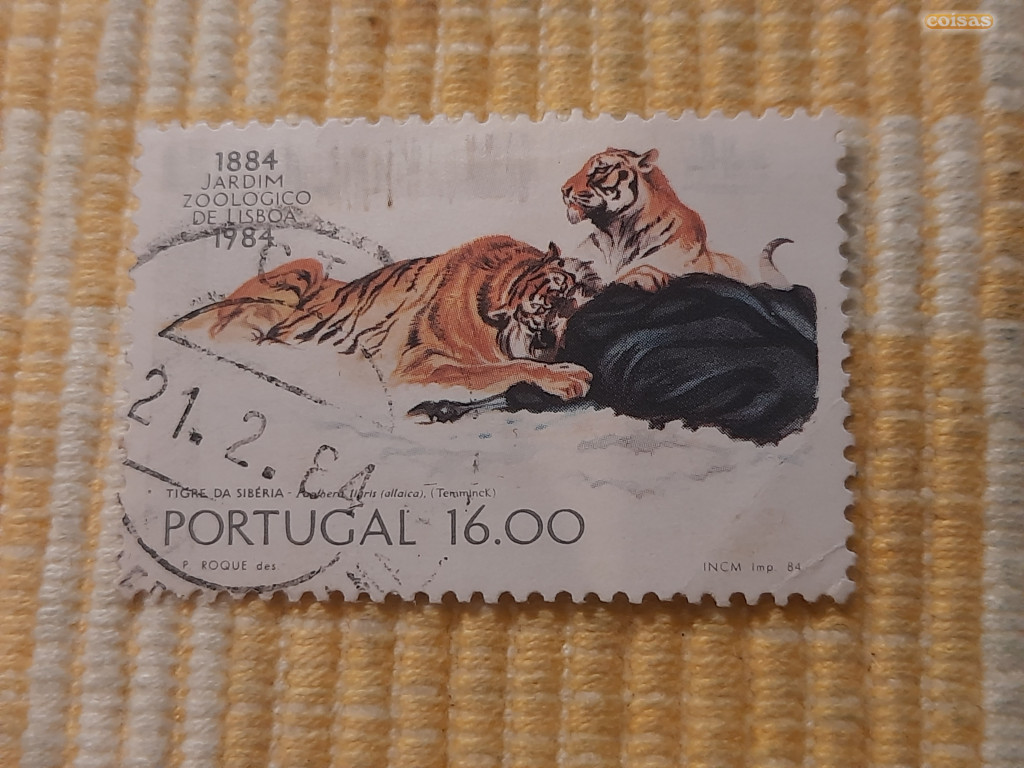 coisas
1884
JARDIM
ZOOLOGICO
DE LISBOA
1984
21.2.84
TIGRE DA SIBÉRIA - tigris (altaica), (Temminck)
PORTUGAL 16.00
P. ROQUE des.
INCM imp. 84